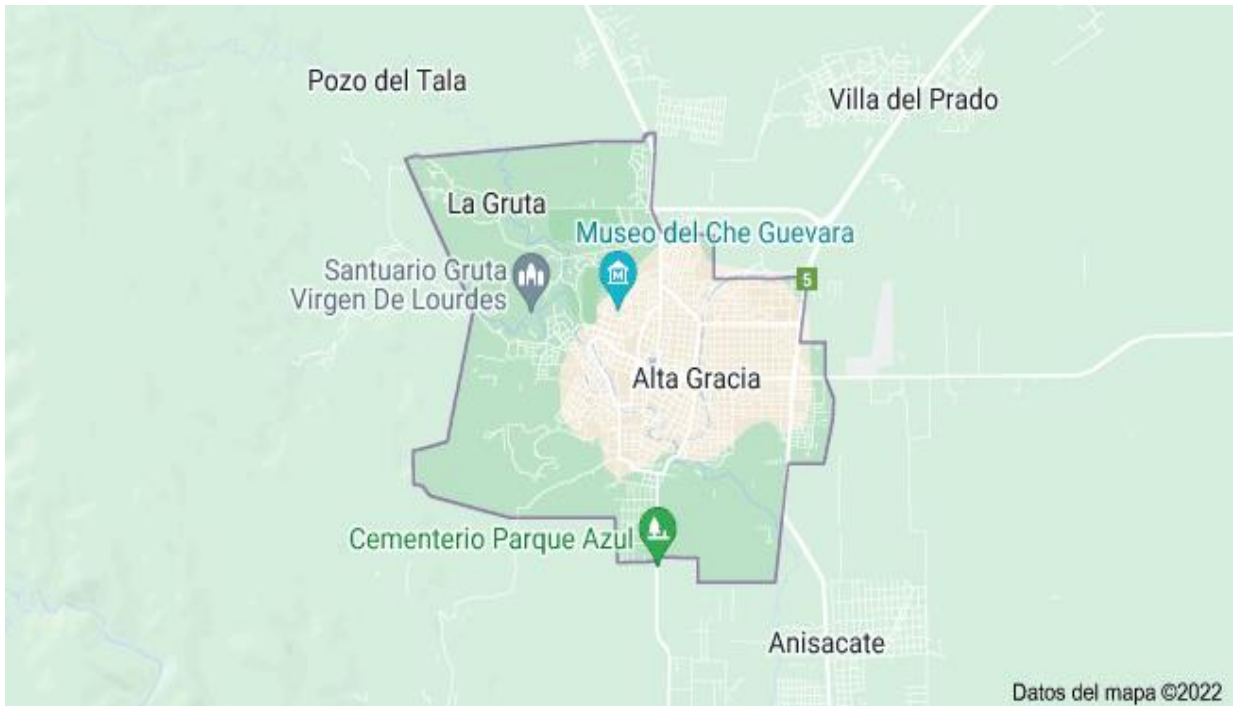 Pozo del Tala
Villa del Prado
La Gruta
Museo del Che Guevara
Santuario Gruta
Virgen De Lourdes
5
Alta Gracia
Cementerio Parque Azul
Anisacate
Datos del mapa ©2022